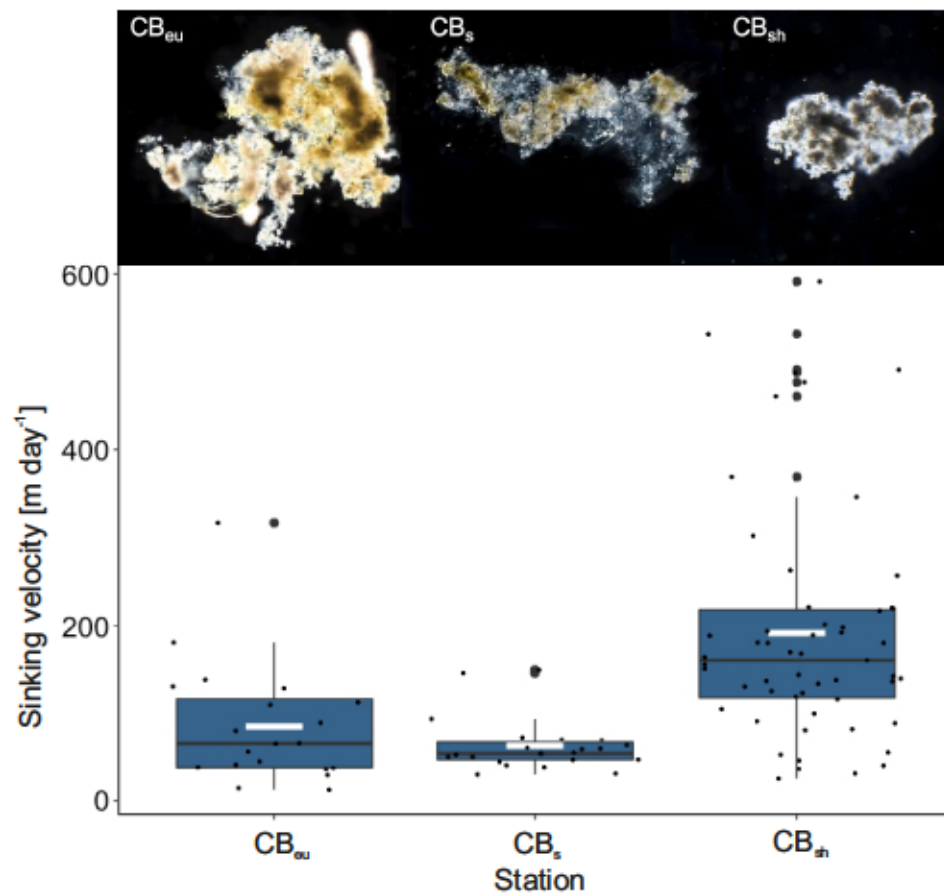 CBeu CBs CBsh
600
400
200
0
Sinking velocity [m day-1]
CBeu CBs CBsh
Station